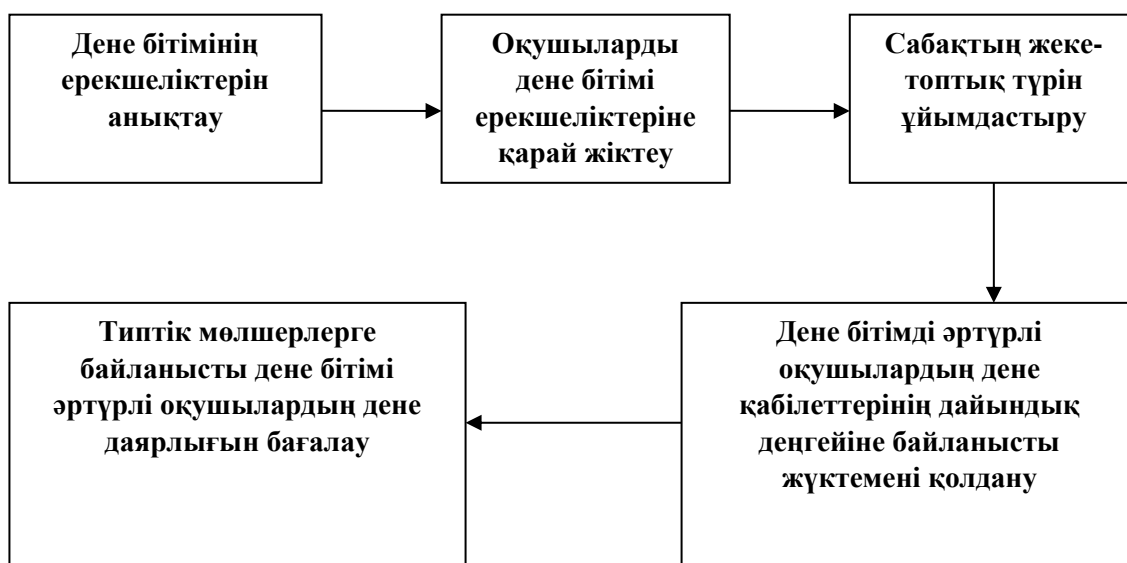 Дене бітімінің
ерекшеліктерін
анықтау
Оқушыларды
дене бітімі
ерекшеліктеріне
қарай жіктеу
Сабақтың жеке-
топтық түрін
ұйымдастыру
Дене бітімді әртүрлі
оқушылардың дене
қабілеттерінің дайындық
деңгейіне байланысты
жүктемені қолдану
Типтік мөлшерлерге
байланысты дене бітімі
әртүрлі оқушылардың дене
даярлығын бағалау